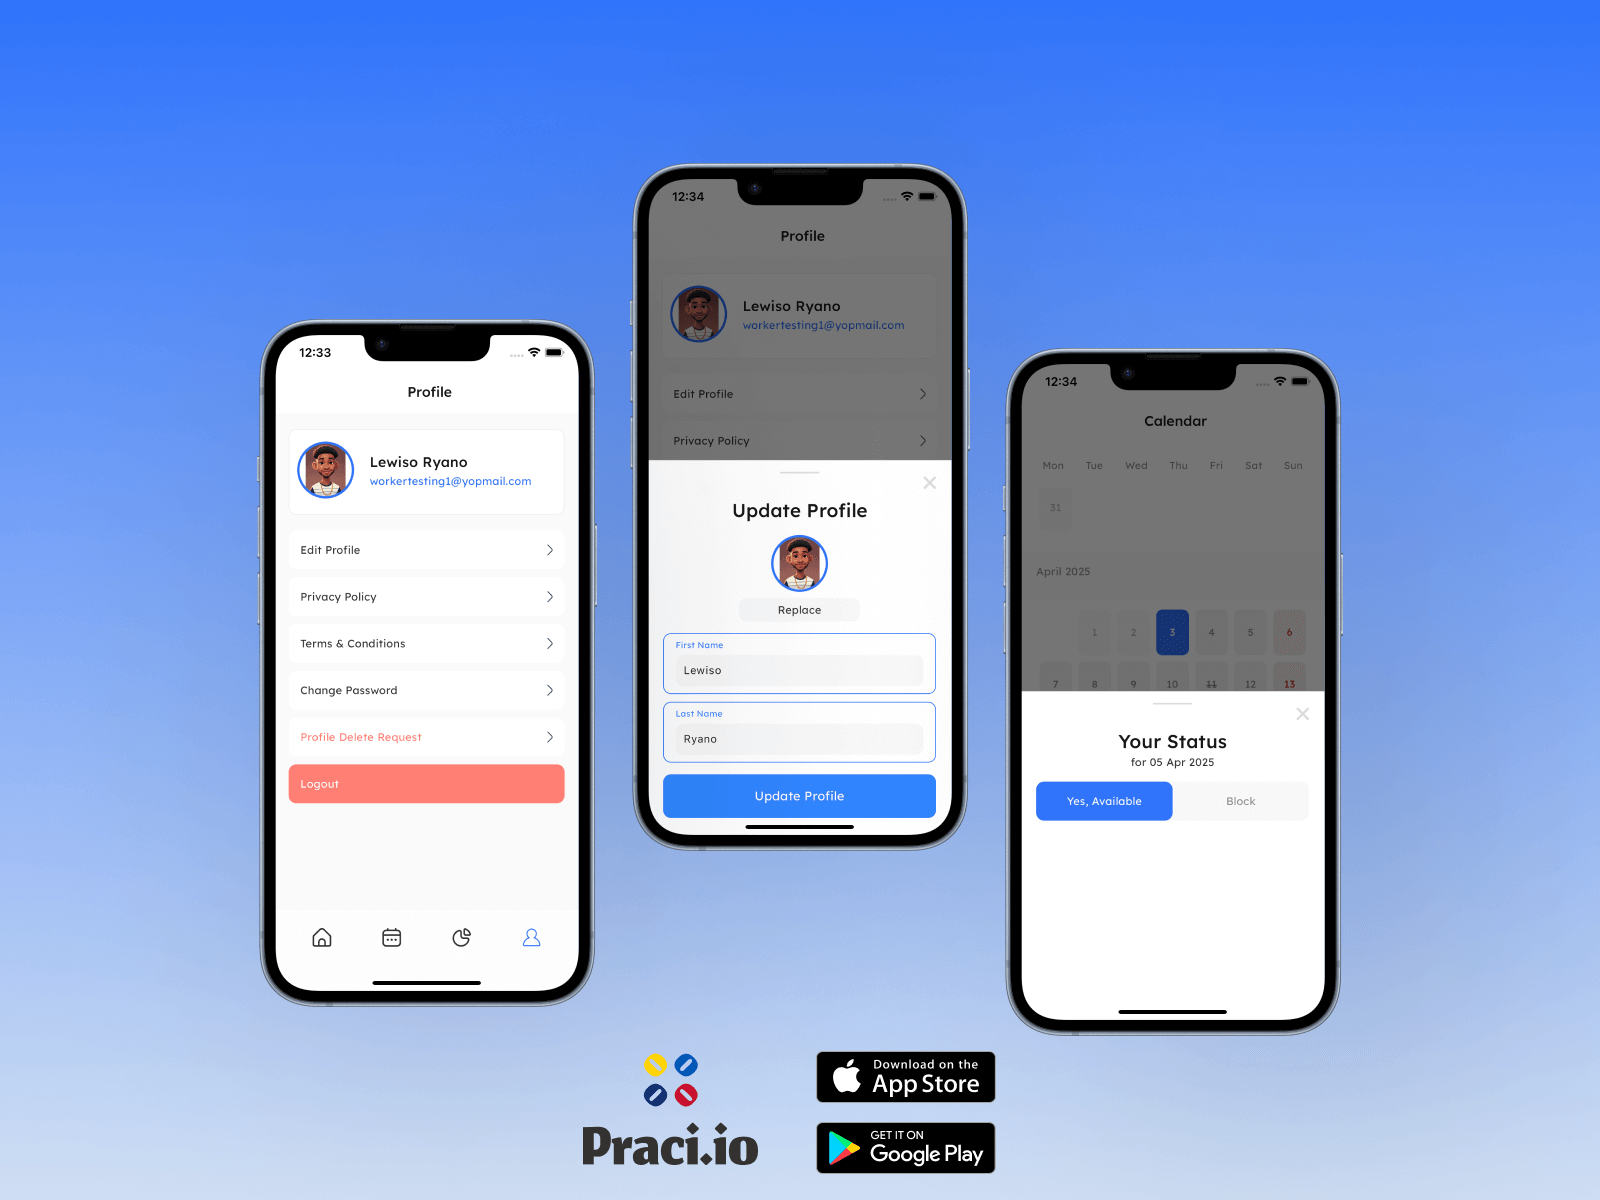 12:33
Profile
Lewiso Ryano
workertesting1@yopmail.com
Edit Profile
Privacy Policy
Terms & Conditions
Change Password
Profile Delete Request
Logout
12:34
Profile
Lewiso Ryano
workertesting1@yopmail.com
Edit Profile
Privacy Policy
Update Profile
Replace
First Name
Lewiso
Last Name
Ryano
Update Profile
12:34
Calendar
Mon Tue Wed Thu Fri Sat Sun
31
April 2025
1 2 3 4 5 6
7 8 9 10 11 12 13
Your Status
for 05 Apr 2025
Yes, Available Block
Praci.io
Download on the
App Store
GET IT ON
Google Play